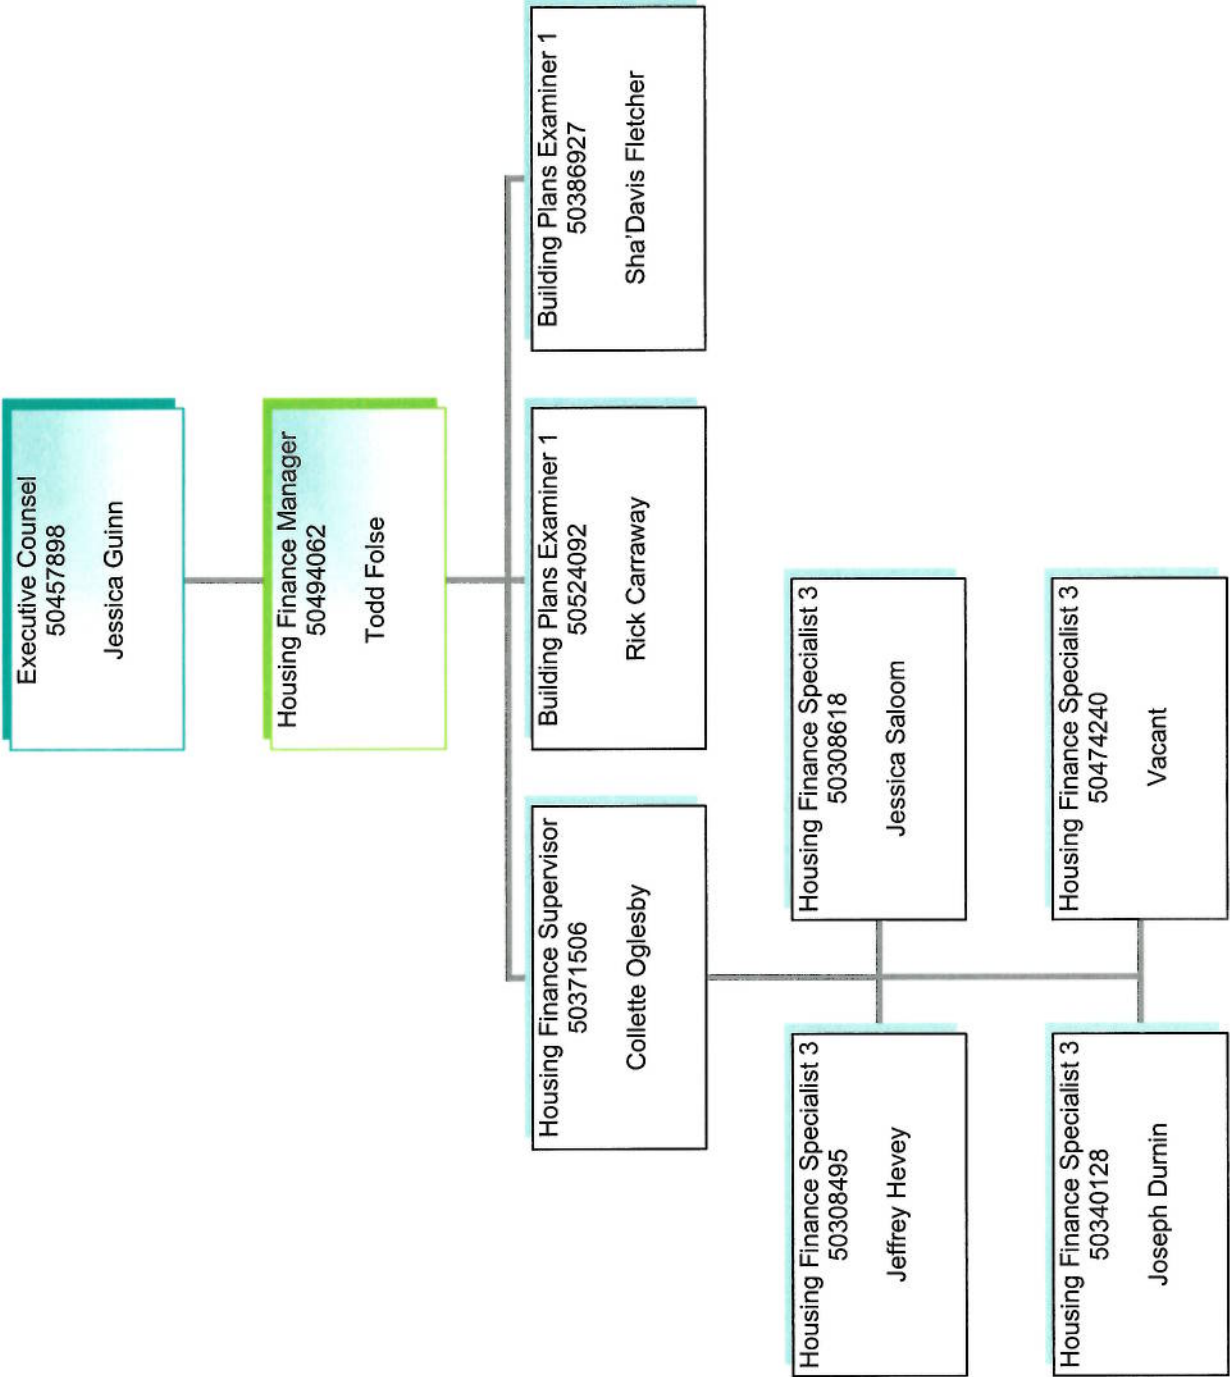 Executive Counsel
50457898
Jessica Guinn
Housing Finance Manager
50494062
Todd Folse
Housing Finance Supervisor
50371506
Collette Oglesby
Building Plans Examiner 1
50524092
Rick Carraway
Building Plans Examiner 1
50386927
Sha'Davis Fletcher
Housing Finance Specialist 3
50308495
Jeffrey Hevey
Housing Finance Specialist 3
50308618
Jessica Saloom
Housing Finance Specialist 3
50340128
Joseph Durnin
Housing Finance Specialist 3
50474240
Vacant